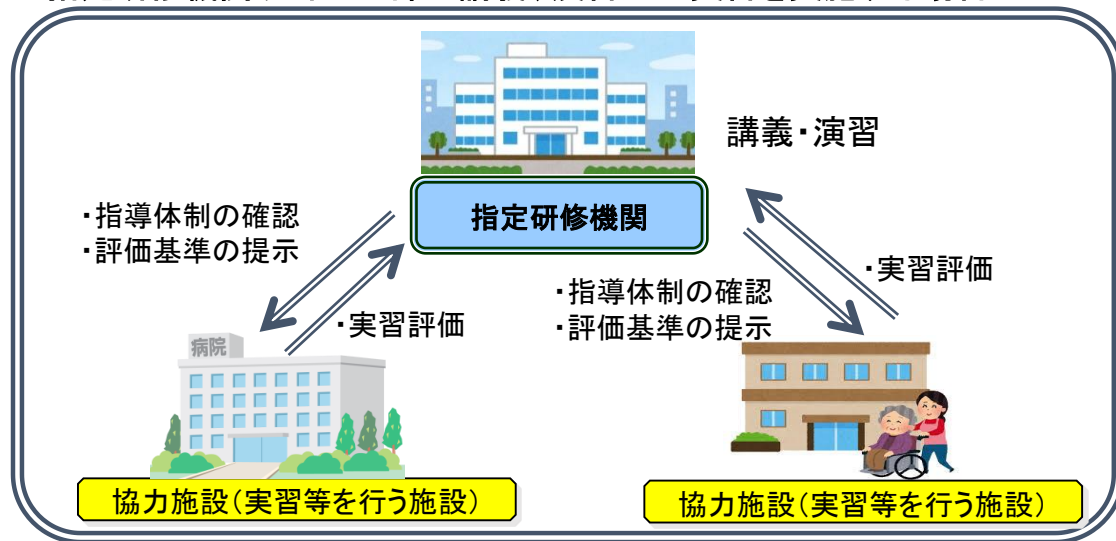 講義・演習
指定研修機関
・指導体制の確認
・評価基準の提示
・実習評価
・実習評価
・指導体制の確認
・評価基準の提示
病院
協力施設(実習等を行う施設)
協力施設(実習等を行う施設)